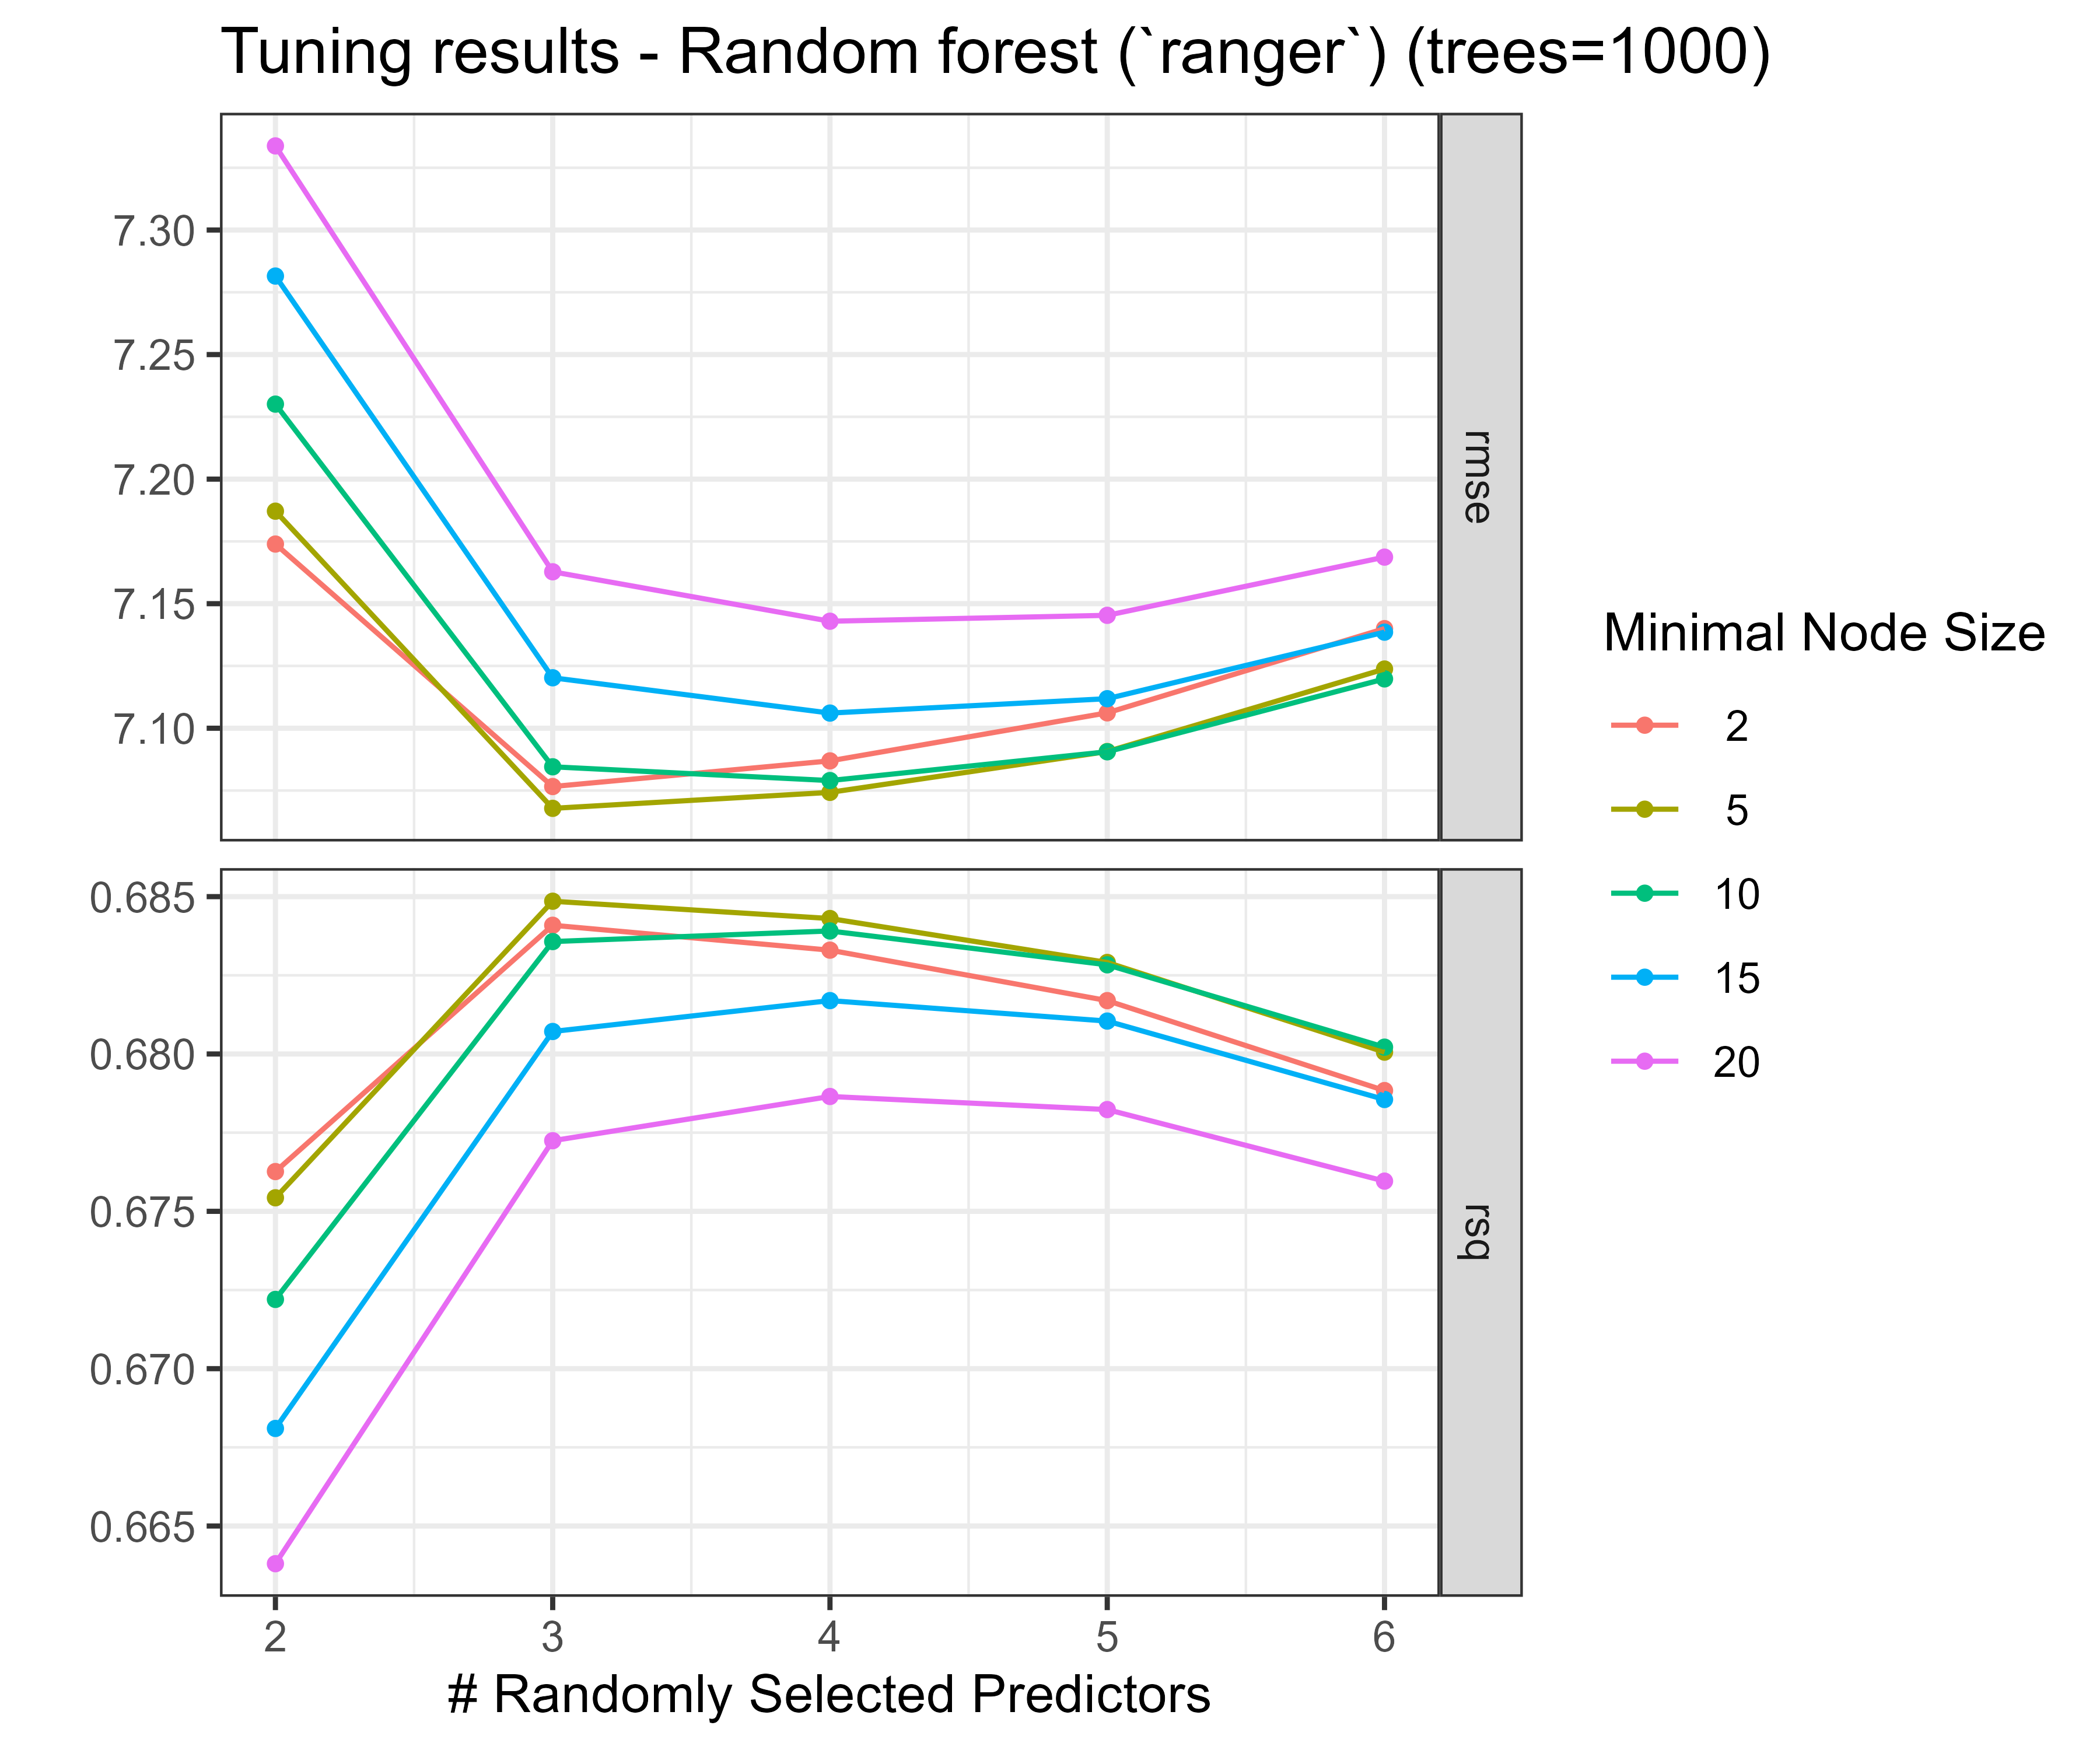 Tuning results - Random forest (`ranger`) (trees=1000)
7.30
7.25
7.20
7.15
7.10
rmse
0.685
0.680
0.675
0.670
0.665
rsq
2 3 4 5 6
# Randomly Selected Predictors
Minimal Node Size
2
5
10
15
20